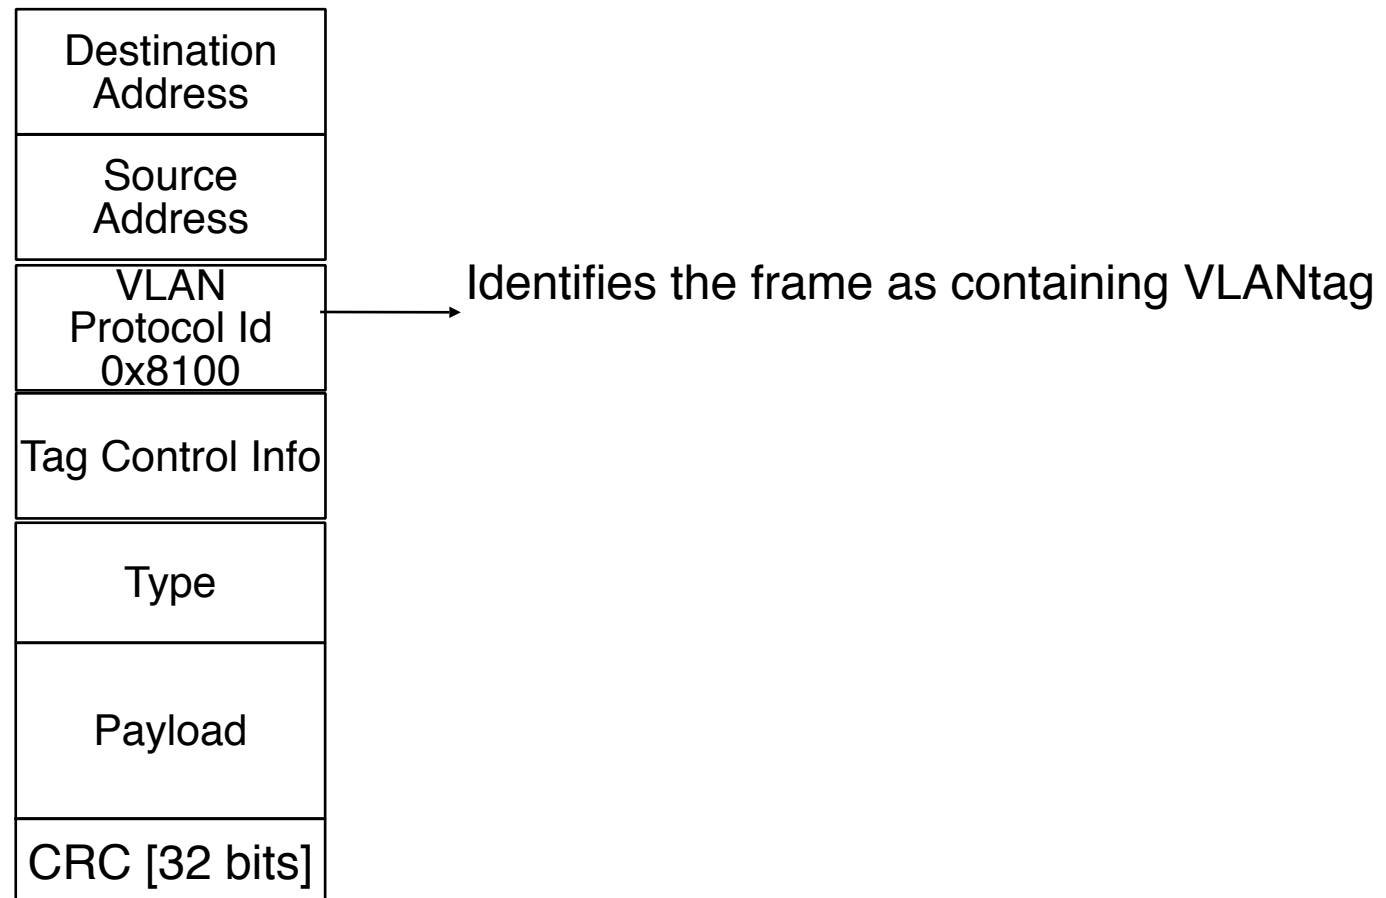 Destination
Address
Source
Address
VLAN
Protocol Id
0x8100
Identifies the frame as containing VLANtag
Tag Control Info
Type
Payload
CRC [32 bits]